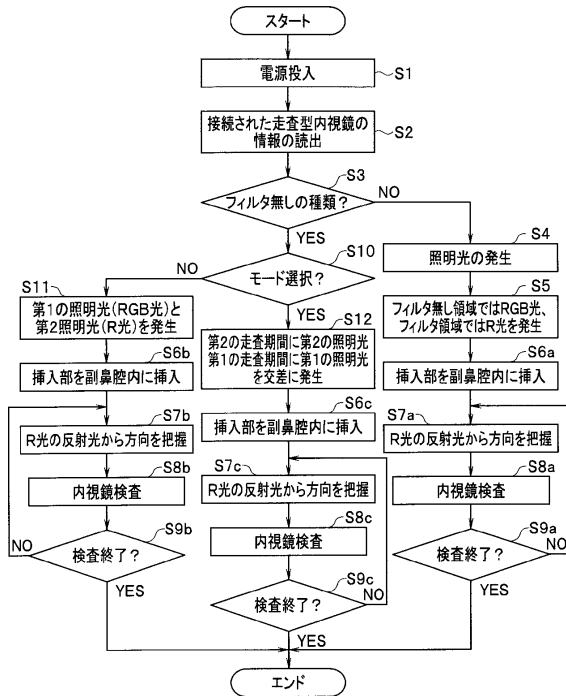 スタート
電源投入
S1
接続された走査型内視鏡の
情報の読出
S2
S3
フィルタ無しの種類?
NO
YES
S4
照明光の発生
S5
フィルタ無し領域ではRGB光、
フィルタ領域ではR光を発生
S6a
挿入部を副鼻腔内に挿入
S7a
R光の反射光から方向を把握
S8a
内視鏡検査
S9a
検査終了?
NO
YES
S10
モード選択?
NO
YES
S11
第1の照明光(RGB光)と
第2照明光(R光)を発生
S6b
挿入部を副鼻腔内に挿入
S7b
R光の反射光から方向を把握
S8b
内視鏡検査
S9b
検査終了?
NO
YES
S12
第2の走査期間に第2の照明光
第1の走査期間に第1の照明光
を交差に発生
S6c
挿入部を副鼻腔内に挿入
S7c
R光の反射光から方向を把握
S8c
内視鏡検査
S9c
検査終了?
NO
YES
エンド